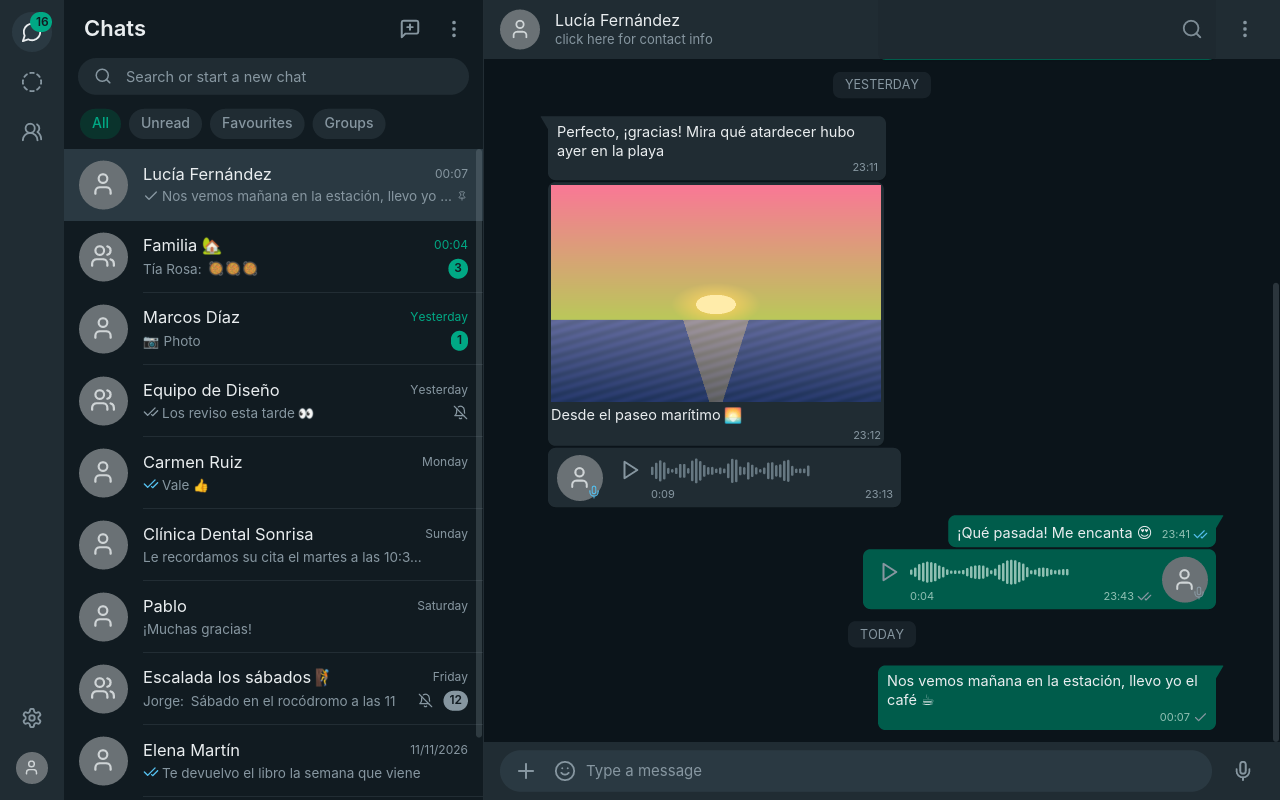 16
Chats
Search or start a new chat
All
Unread
Favourites
Groups
Lucía Fernández
00:07
Nos vemos mañana en la estación, llevo yo ...
Familia 🏡
00:04
Tía Rosa: 🥘🥘🥘
3
Marcos Díaz
Yesterday
📷 Photo
1
Equipo de Diseño
Yesterday
Los reviso esta tarde 👀
Carmen Ruiz
Monday
Vale 👍
Clínica Dental Sonrisa
Sunday
Le recordamos su cita el martes a las 10:3...
Pablo
Saturday
¡Muchas gracias!
Escalada los sábados 🧗
Friday
Jorge: Sábado en el rocódromo a las 11
12
Elena Martín
11/11/2026
Te devuelvo el libro la semana que viene
Lucía Fernández
click here for contact info
YESTERDAY
Perfecto, ¡gracias! Mira qué atardecer hubo
ayer en la playa
23:11
Desde el paseo marítimo 🌅
23:12
0:09
23:13
¡Qué pasada! Me encanta 😍
23:41
0:04
23:43
TODAY
Nos vemos mañana en la estación, llevo yo el
café ☕
00:07
Type a message